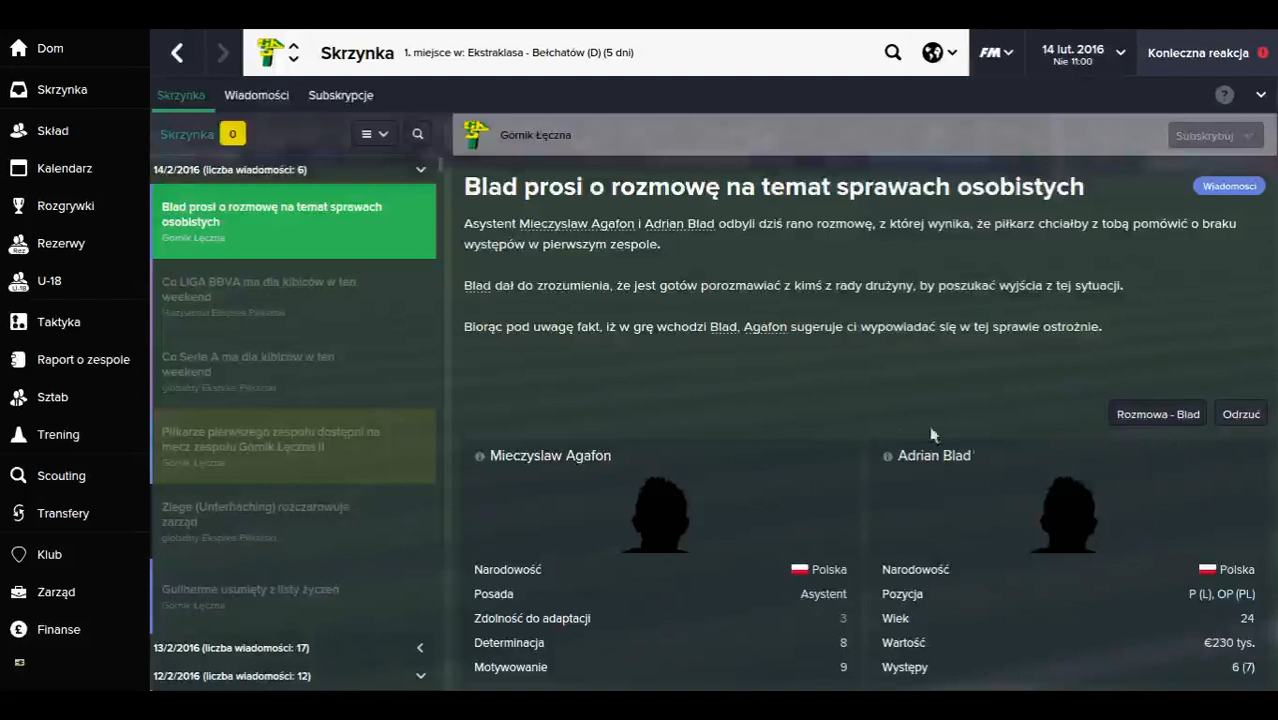 Dom
Skrzynka
Skład
Kalendarz
Rozgrywki
Rezerwy
U-18
Taktyka
Raport o zespole
Sztab
Trening
Scouting
Transfery
Klub
Zarząd
Finanse
Skrzynka
1. miejsce w: Ekstraklasa - Bełchatów (D) (5 dni)
FM
14 lut. 2016
Nie 11:00
Konieczna reakcja
Skrzynka
Wiadomości
Subskrypcje
?
Skrzynka
0
14/2/2016 (liczba wiadomości: 6)
Blad prosi o rozmowę na temat sprawach
osobistych
Górnik Łęczna
Co LIGA BBVA ma dla kibiców w ten
weekend
Hiszpański Ekspres Piłkarski
Co Serie A ma dla kibiców w ten
weekend
globalny Ekspres Piłkarski
Piłkarze pierwszego zespołu dostępni na
mecz zespołu Górnik Łęczna II
Górnik Łęczna
Ziege (Unterhaching) rozczarowuje
zarząd
globalny Ekspres Piłkarski
Guilherme usunięty z listy życzeń
Górnik Łęczna
13/2/2016 (liczba wiadomości: 17)
12/2/2016 (liczba wiadomości: 12)
Górnik Łęczna
Subskrybuj
Blad prosi o rozmowę na temat sprawach osobistych
Wiadomości
Asystent Mieczyslaw Agafon i Adrian Blad odbyli dziś rano rozmowę, z której wynika, że piłkarz chciałby z tobą pomówić o braku
występów w pierwszym zespole.
Blad dał do zrozumienia, że jest gotów porozmawiać z kimś z rady drużyny, by poszukać wyjścia z tej sytuacji.
Biorąc pod uwagę fakt, iż w grę wchodzi Blad, Agafon sugeruje ci wypowiadać się w tej sprawie ostrożnie.
Rozmowa - Blad
Odrzuć
Mieczyslaw Agafon
Narodowość Polska
Posada Asystent
Zdolność do adaptacji 3
Determinacja 8
Motywowanie 9
Adrian Blad
Narodowość Polska
Pozycja P (L), OP (PL)
Wiek 24
Wartość €230 tys.
Występy 6 (7)